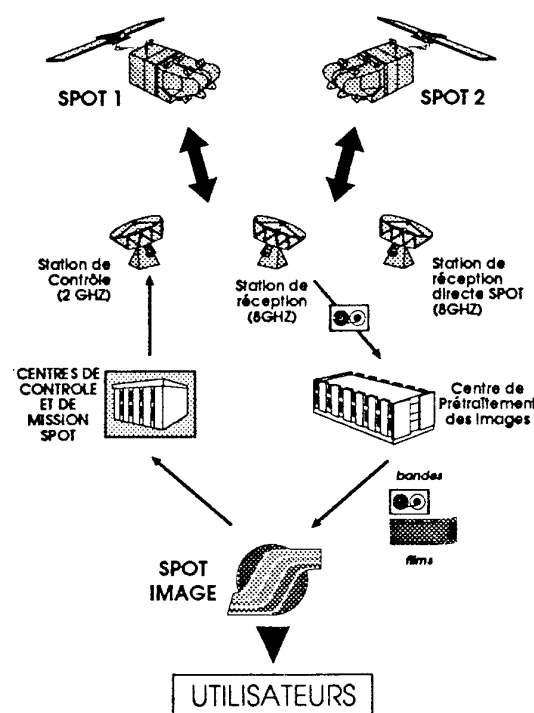 SPOT 1
SPOT 2
Station de
Contrôle
(2 GHZ)
Station de
réception
(8GHZ)
Station de
réception
directe SPOT
(8GHZ)
CENTRES DE
CONTROLE
ET DE
MISSION
SPOT
Centre de
Prétraîtement
des Images
bandes
films
SPOT
IMAGE
UTILISATEURS